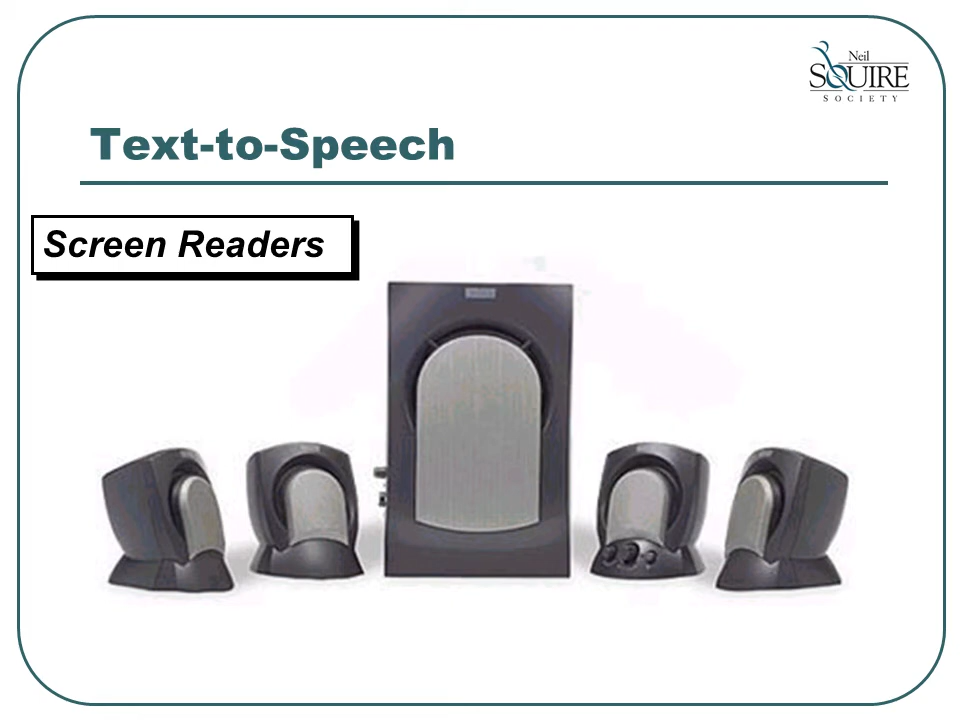 Neil
SQUIRE
SOCIETY
Text-to-Speech
Screen Readers